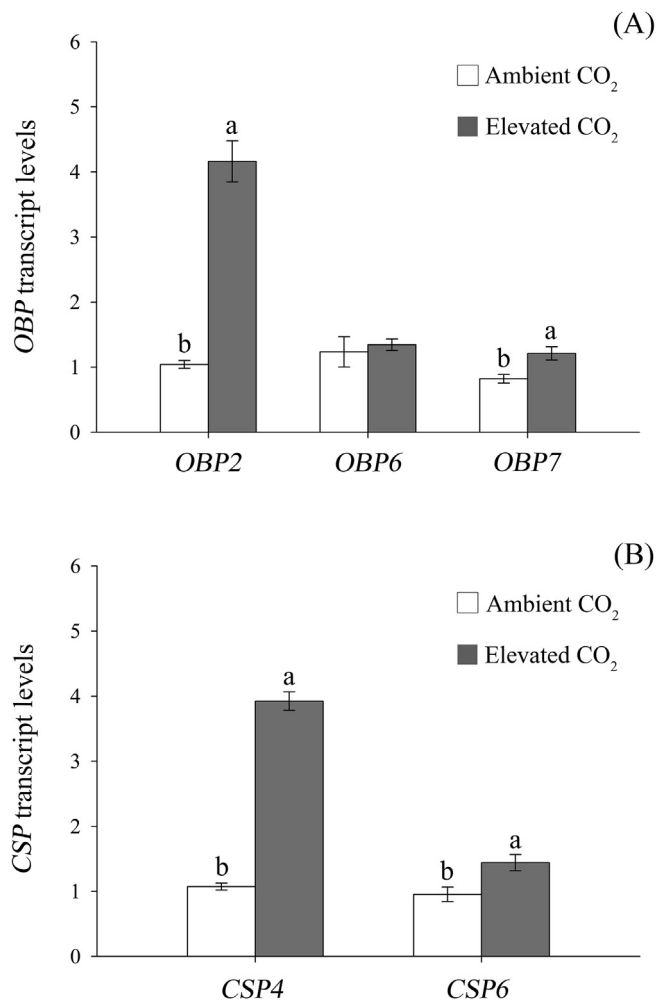 (A)
6
5
4
3
2
1
0
OBP transcript levels
Ambient CO₂
Elevated CO₂
b
a
b
a
OBP2
OBP6
OBP7
(B)
6
5
4
3
2
1
0
CSP transcript levels
Ambient CO₂
Elevated CO₂
b
a
b
a
CSP4
CSP6